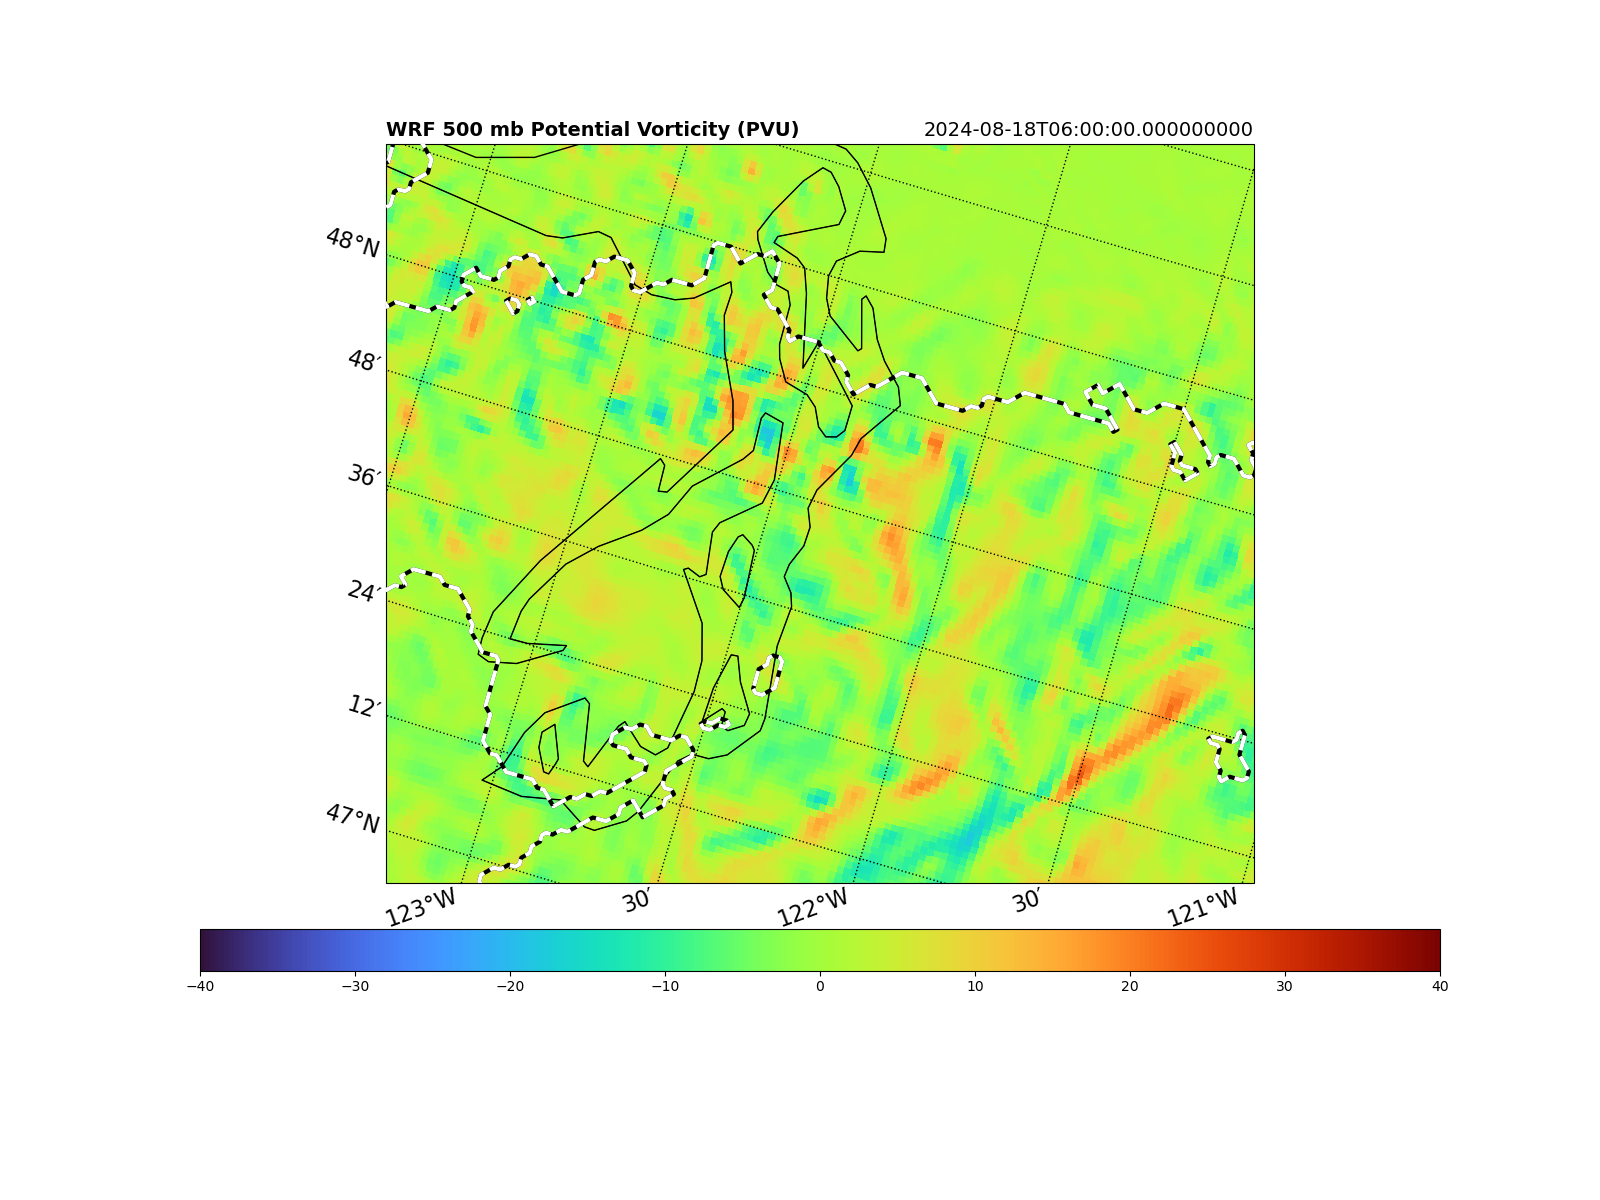 WRF 500 mb Potential Vorticity (PVU) 2024-08-18T06:00:00.000000000
48°N
48′
36′
24′
12′
47°N
123°W 30′ 122°W 30′ 121°W
−40 −30 −20 −10 0 10 20 30 40